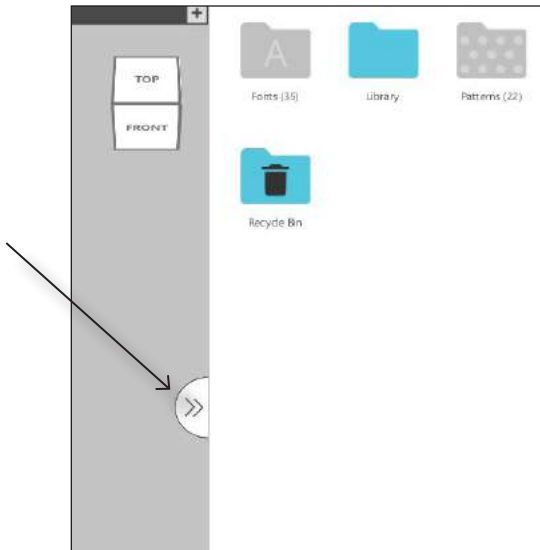 +
TOP
FRONT
A
Fonts (35)
Library
Patterns (22)
Recycle Bin